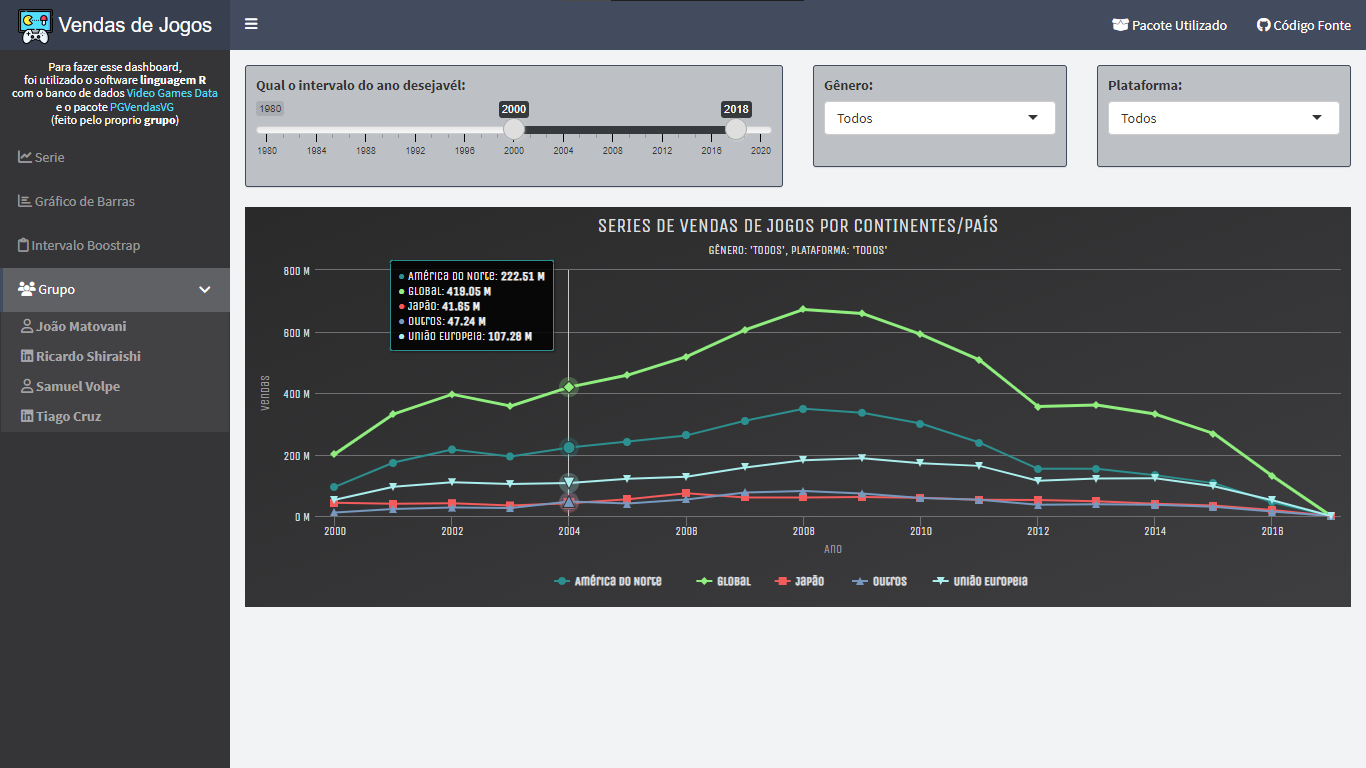 Vendas de Jogos
Pacote Utilizado
Código Fonte
Para fazer esse dashboard,
foi utilizado o software linguagem R
com o banco de dados Video Games Data
e o pacote PGVendasVG
(feito pelo proprio grupo)
Serie
Gráfico de Barras
Intervalo Boostrap
Grupo
João Matovani
Ricardo Shiraishi
Samuel Volpe
Tiago Cruz
Qual o intervalo do ano desejavél:
1980
2000
2018
1980 1984 1988 1992 1996 2000 2004 2008 2012 2016 2020
Gênero:
Todos
Plataforma:
Todos
SERIES DE VENDAS DE JOGOS POR CONTINENTES/PAÍS
GÊNERO: 'TODOS', PLATAFORMA: 'TODOS'
América do Norte: 222.51 M
Global: 419.05 M
Japão: 41.65 M
Outros: 47.24 M
União Europeia: 107.28 M
Vendas
800 M
600 M
400 M
200 M
0 M
2000 2002 2004 2006 2008 2010 2012 2014 2016
Ano
América do Norte Global Japão Outros União Europeia